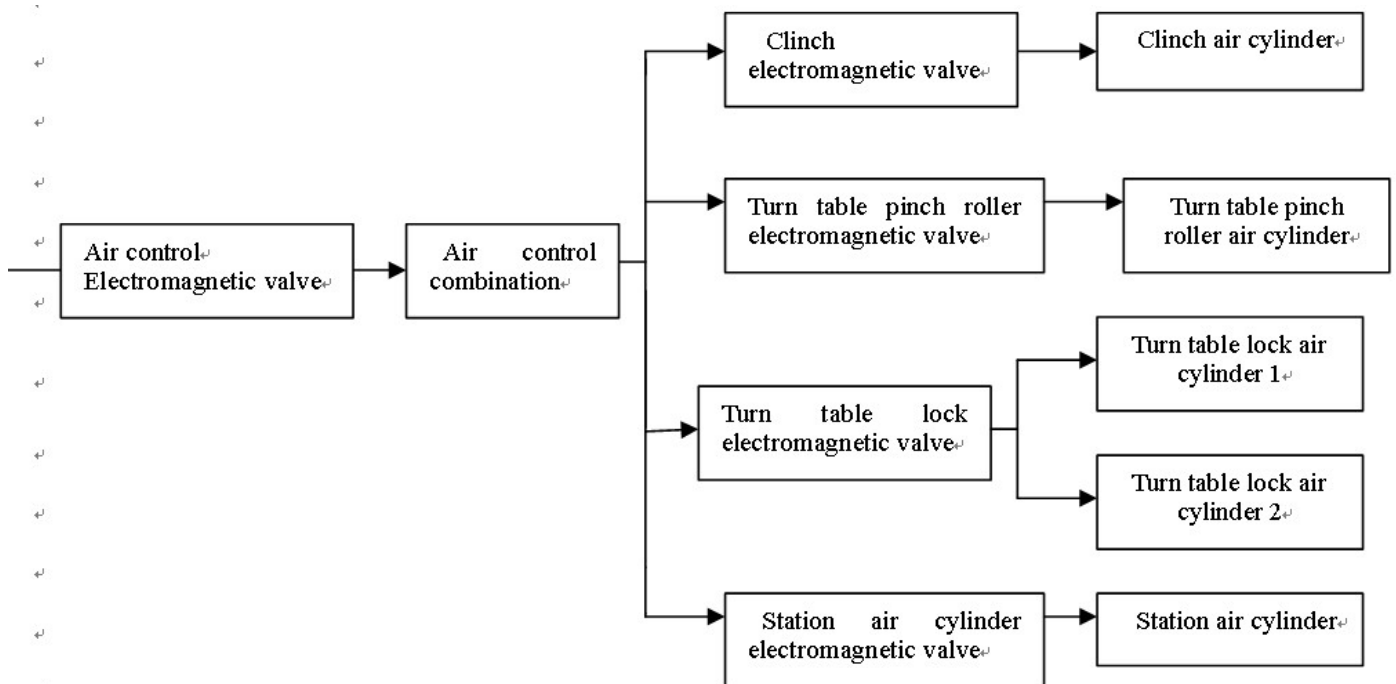 Clinch
electromagnetic valve
Clinch air cylinder
Turn table pinch roller
electromagnetic valve
Turn table pinch
roller air cylinder
Air control
Electromagnetic valve
Air control
combination
Turn table lock air
cylinder 1
Turn table lock
electromagnetic valve
Turn table lock air
cylinder 2
Station air cylinder
electromagnetic valve
Station air cylinder